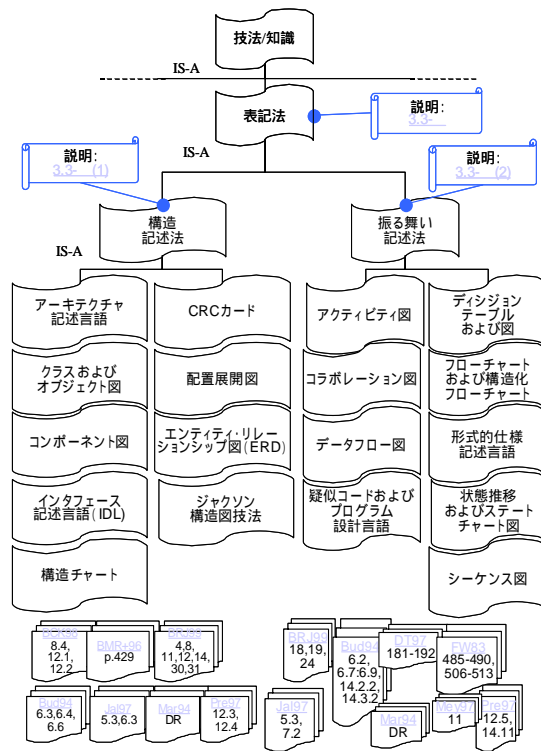 技法/知識
IS-A
表記法
説明:
3.3-
IS-A
説明:
3.3- (1)
説明:
3.3- (2)
構造
記述法
振る舞い
記述法
IS-A
アーキテクチャ
記述言語
CRCカード
アクティビティ図
ディシジョン
テーブル
および図
クラスおよび
オブジェクト図
配置展開図
コラボレーション図
フローチャート
および構造化
フローチャート
コンポーネント図
エンティティ・リレー
ションシップ図(ERD)
データフロー図
形式的仕様
記述言語
インタフェース
記述言語(IDL)
ジャクソン
構造図技法
疑似コードおよび
プログラム
設計言語
状態推移
およびステート
チャート図
構造チャート
シーケンス図
8.4,
12.1,
12.2
BMR+96
p.429
BRJ99
4,8,
11,12,14,
30,31
BRJ99
18,19,
24
Bud94
6.2,
6.7:6.9,
14.2.2,
14.3.2
DT97
181-192
FW83
485-490,
506-513
Bud94
6.3,6.4,
6.6
Jal97
5.3,6.3
Mar94
DR
Pre97
12.3,
12.4
Jal97
5.3,
7.2
Mar94
DR
Mey97
11
Pre97
12.5,
14.11